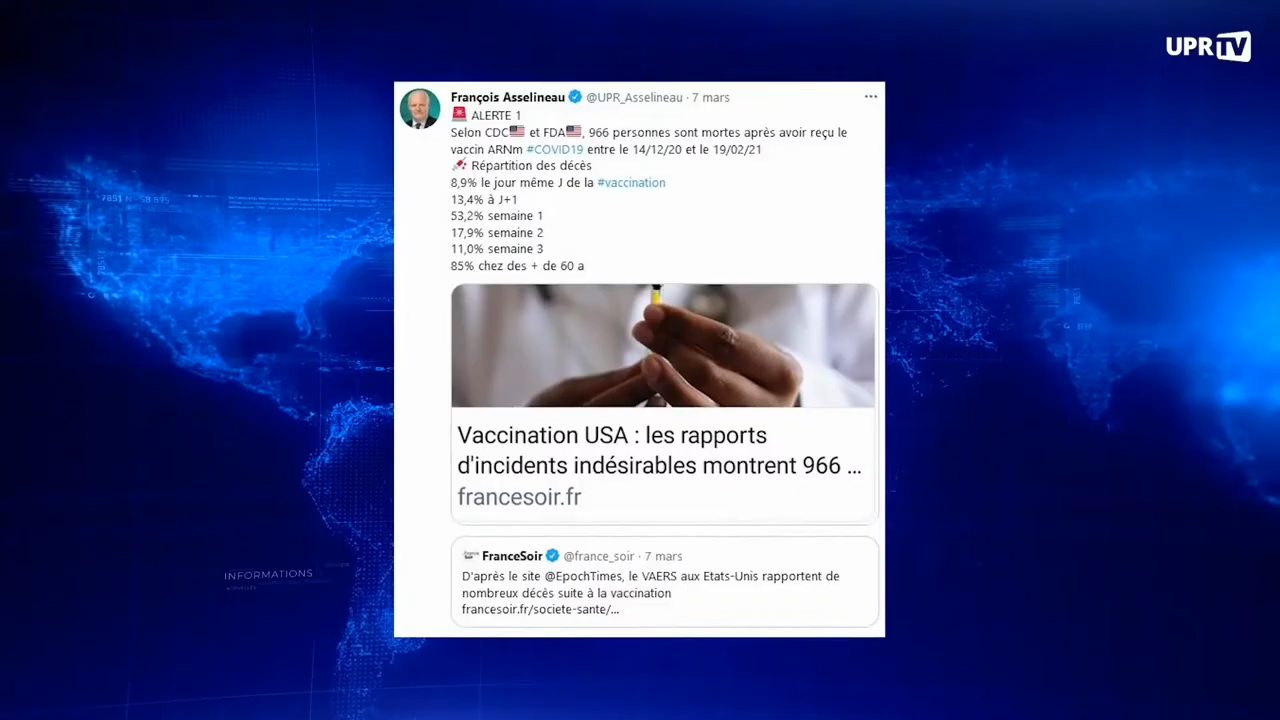 UPR TV
François Asselineau @UPR_Asselineau · 7 mars
ALERTE 1
Selon CDC et FDA, 966 personnes sont mortes après avoir reçu le
vaccin ARNm #COVID19 entre le 14/12/20 et le 19/02/21
Répartition des décès
8,9% le jour même J de la #vaccination
13,4% à J+1
53,2% semaine 1
17,9% semaine 2
11,0% semaine 3
85% chez des + de 60 a
Vaccination USA : les rapports
d'incidents indésirables montrent 966 ...
francesoir.fr
FranceSoir @france_soir · 7 mars
D'après le site @EpochTimes, le VAERS aux Etats-Unis rapportent de
nombreux décès suite à la vaccination
francesoir.fr/societe-sante/...
INFORMATIONS